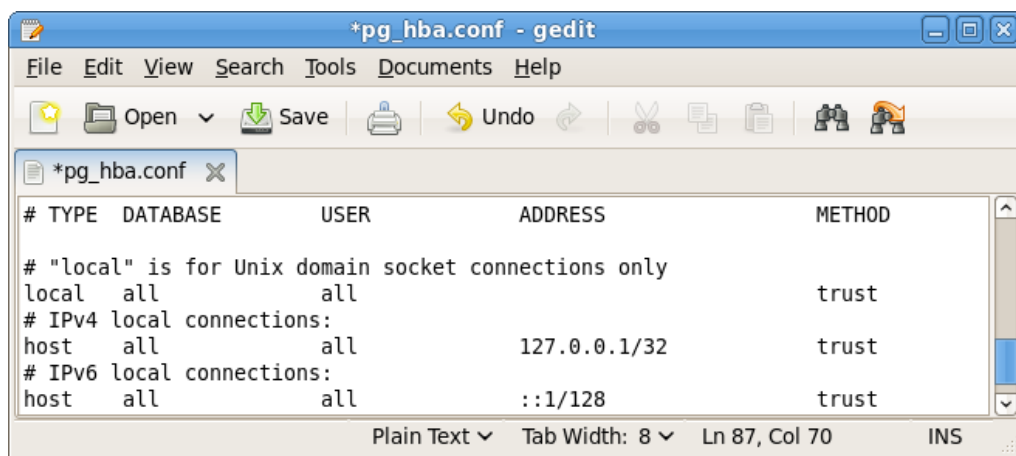 *pg_hba.conf - gedit
File Edit View Search Tools Documents Help
Open Save Undo
*pg_hba.conf
# TYPE  DATABASE        USER            ADDRESS                 METHOD
# "local" is for Unix domain socket connections only
local   all             all                                     trust
# IPv4 local connections:
host    all             all             127.0.0.1/32            trust
# IPv6 local connections:
host    all             all             ::1/128                 trust
Plain Text Tab Width: 8 Ln 87, Col 70 INS